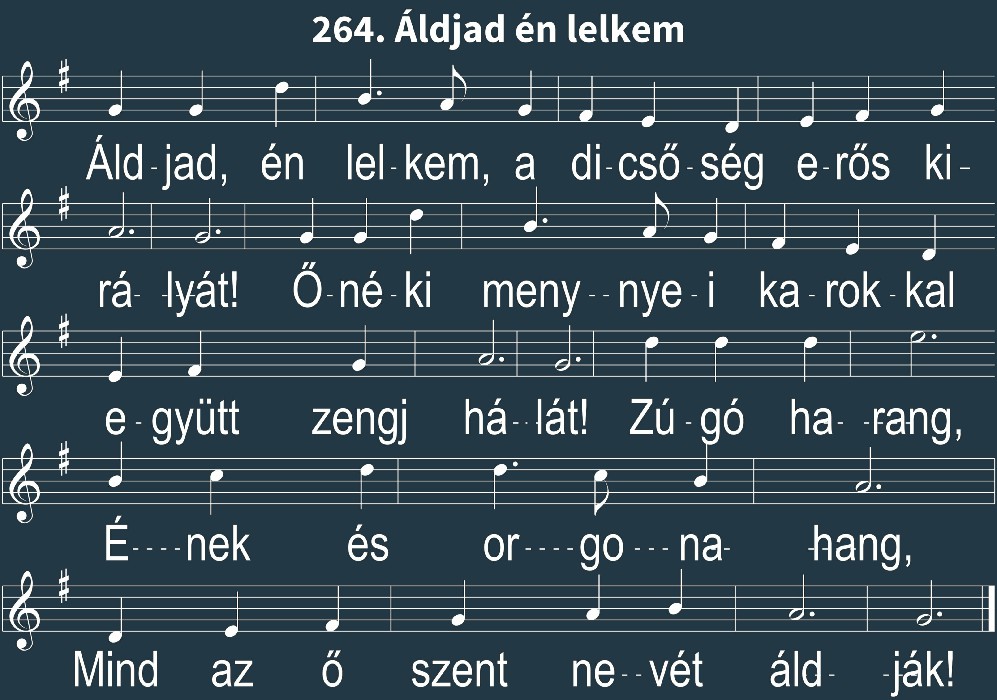 264. Áldjad én lelkem
Áld-jad, én lel-kem, a di-cső-ség e-rős ki-
rá--lyát! Ő-né-ki meny--nye-i ka-rok-kal
e-gyütt zengj há--lát! Zú-gó ha--rang,
É----nek és or----go---na--hang,
Mind az ő szent ne--vét áld--ják!